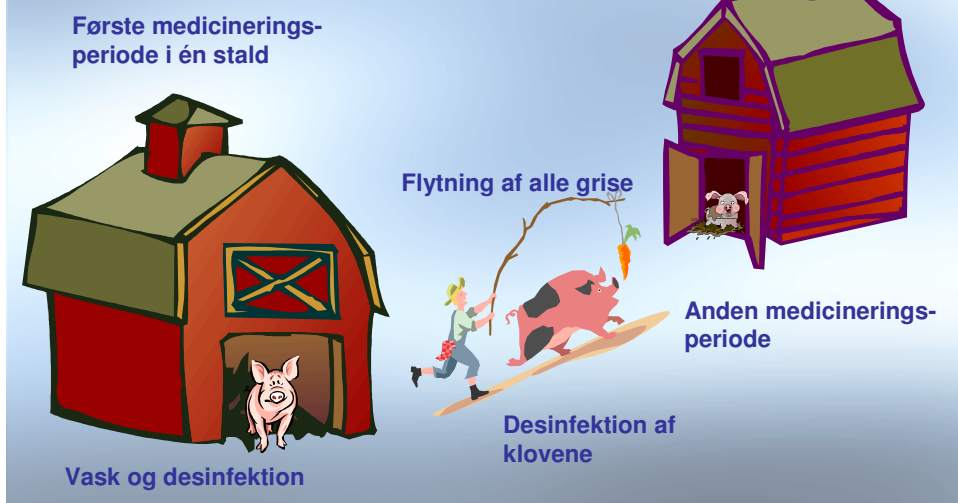 Første medicinerings-
periode i én stald
Flytning af alle grise
Anden medicinerings-
periode
Desinfektion af
klovene
Vask og desinfektion